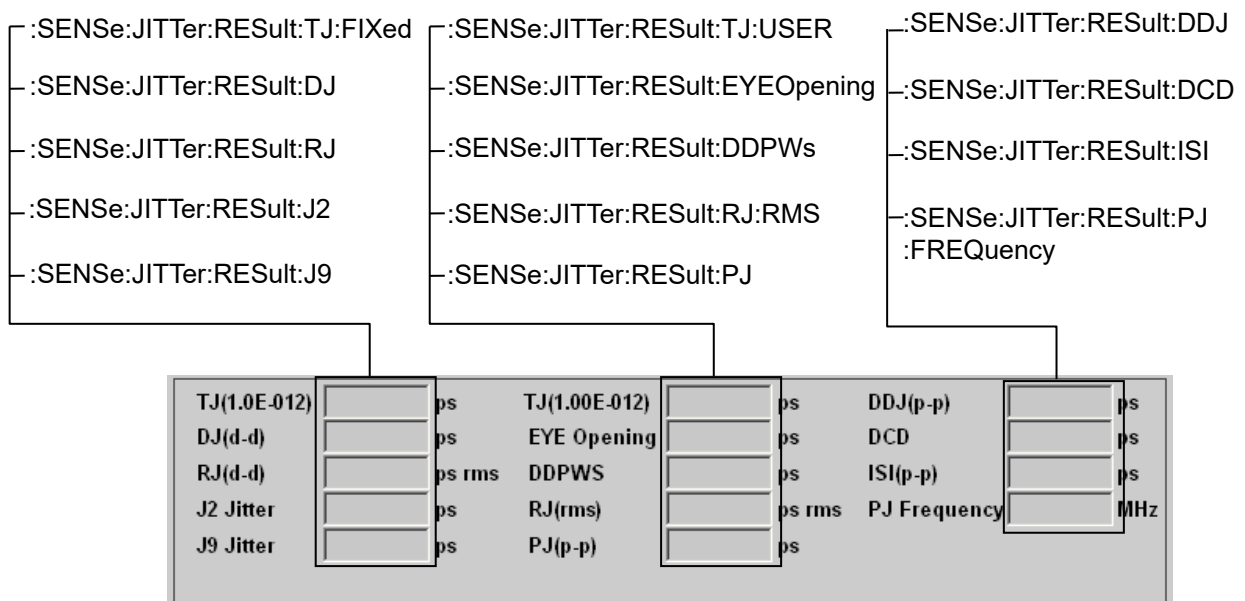 :SENSe:JITTer:RESult:TJ:FIXed
:SENSe:JITTer:RESult:DJ
:SENSe:JITTer:RESult:RJ
:SENSe:JITTer:RESult:J2
:SENSe:JITTer:RESult:J9
:SENSe:JITTer:RESult:TJ:USER
:SENSe:JITTer:RESult:EYEOpening
:SENSe:JITTer:RESult:DDPWs
:SENSe:JITTer:RESult:RJ:RMS
:SENSe:JITTer:RESult:PJ
:SENSe:JITTer:RESult:DDJ
:SENSe:JITTer:RESult:DCD
:SENSe:JITTer:RESult:ISI
:SENSe:JITTer:RESult:PJ
:FREQuency
TJ(1.0E-012) ps
DJ(d-d) ps
RJ(d-d) ps rms
J2 Jitter ps
J9 Jitter ps
TJ(1.00E-012) ps
EYE Opening ps
DDPWS ps
RJ(rms) ps rms
PJ(p-p) ps
DDJ(p-p) ps
DCD ps
ISI(p-p) ps
PJ Frequency MHz